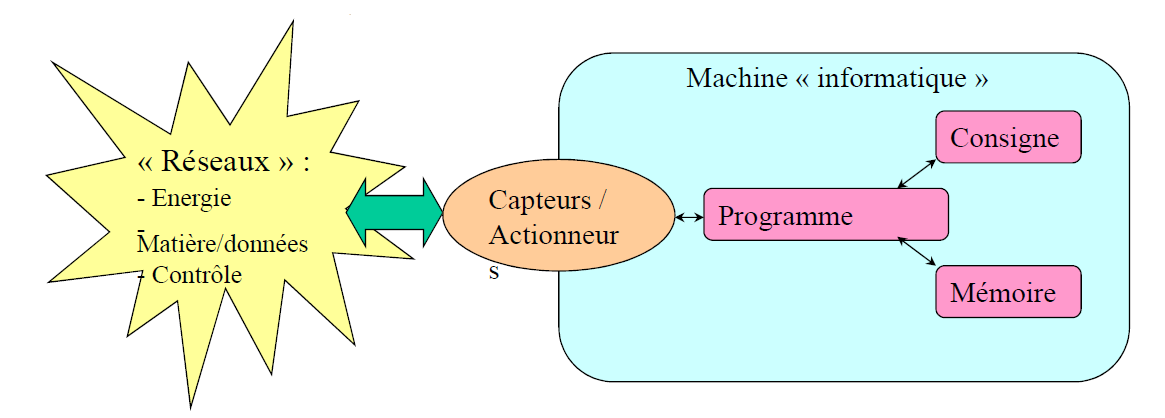 Machine « informatique »
« Réseaux » :
- Energie
-
Matière/données
- Contrôle
Capteurs /
Actionneur
s
Programme
Consigne
Mémoire